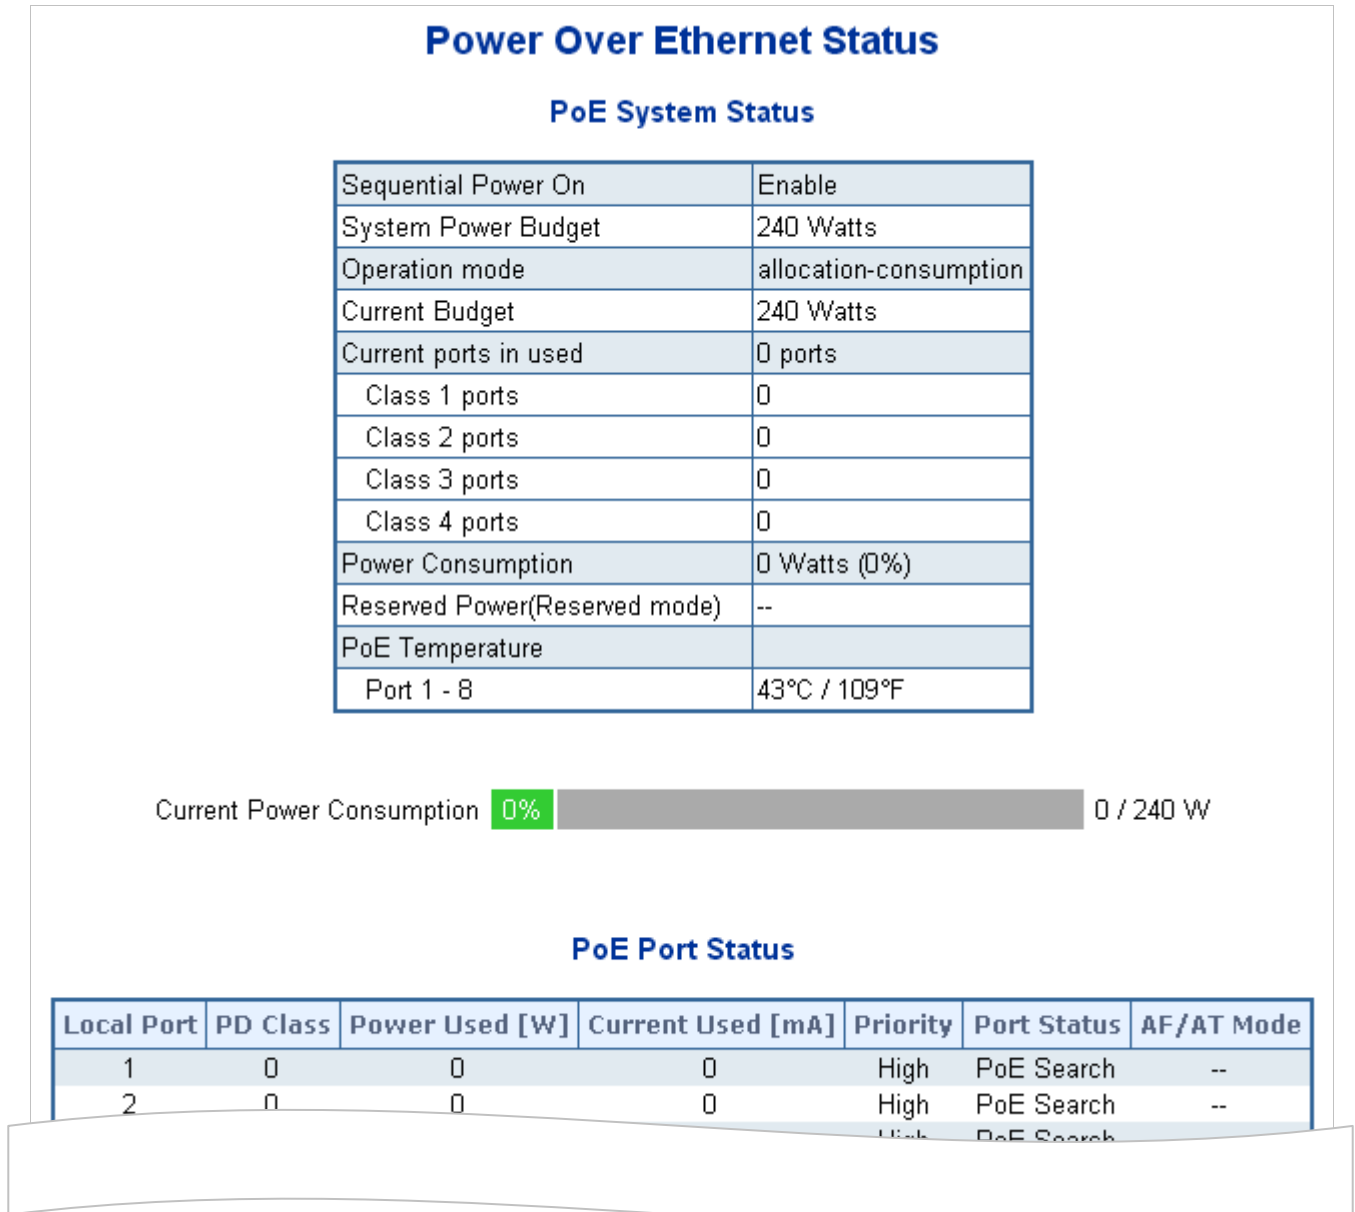 Power Over Ethernet Status
PoE System Status
Sequential Power On Enable
System Power Budget 240 Watts
Operation mode allocation-consumption
Current Budget 240 Watts
Current ports in used 0 ports
Class 1 ports 0
Class 2 ports 0
Class 3 ports 0
Class 4 ports 0
Power Consumption 0 Watts (0%)
Reserved Power(Reserved mode) --
PoE Temperature
Port 1 - 8 43°C / 109°F
Current Power Consumption 0% 0 / 240 W
PoE Port Status
Local Port PD Class Power Used [W] Current Used [mA] Priority Port Status AF/AT Mode
1 0 0 0 High PoE Search --
2 0 0 0 High PoE Search --
High PoE Search